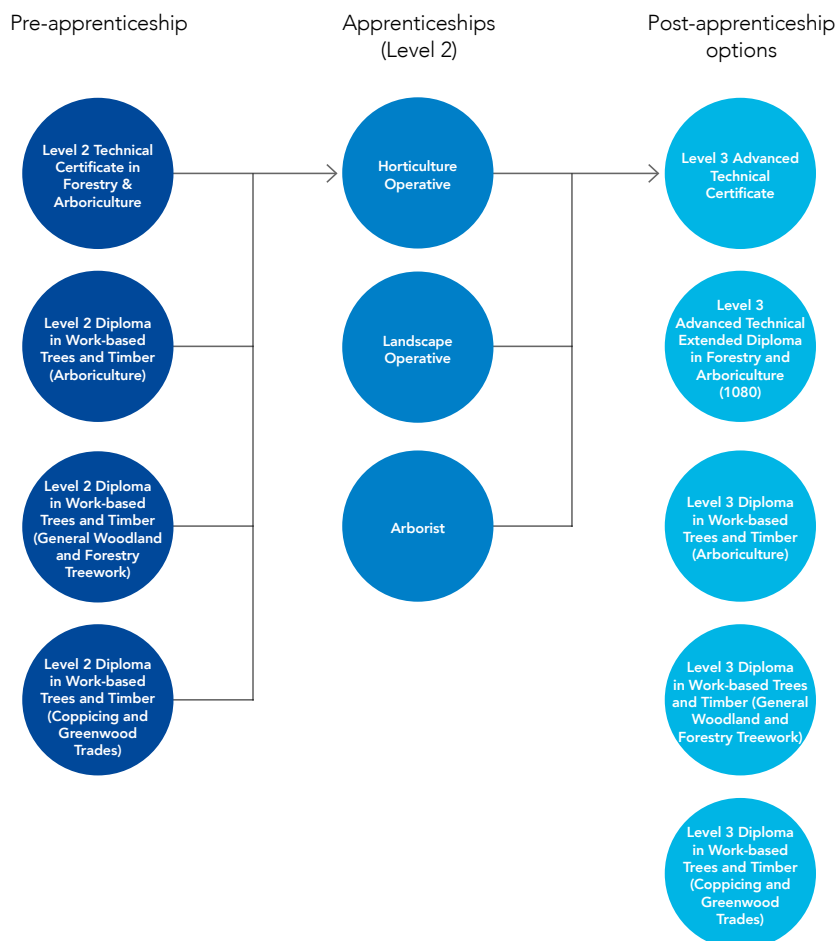 Pre-apprenticeship
Apprenticeships
(Level 2)
Post-apprenticeship
options
Level 2 Technical
Certificate in
Forestry &
Arboriculture
Level 2 Diploma
in Work-based
Trees and Timber
(Arboriculture)
Level 2 Diploma
in Work-based
Trees and Timber
(General Woodland
and Forestry
Treework)
Level 2 Diploma
in Work-based
Trees and Timber
(Coppicing and
Greenwood
Trades)
Horticulture
Operative
Landscape
Operative
Arborist
Level 3 Advanced
Technical
Certificate
Level 3
Advanced Technical
Extended Diploma
in Forestry and
Arboriculture
(1080)
Level 3 Diploma
in Work-based
Trees and Timber
(Arboriculture)
Level 3 Diploma
in Work-based Trees
and Timber (General
Woodland and
Forestry Treework)
Level 3 Diploma
in Work-based
Trees and Timber
(Coppicing and
Greenwood
Trades)